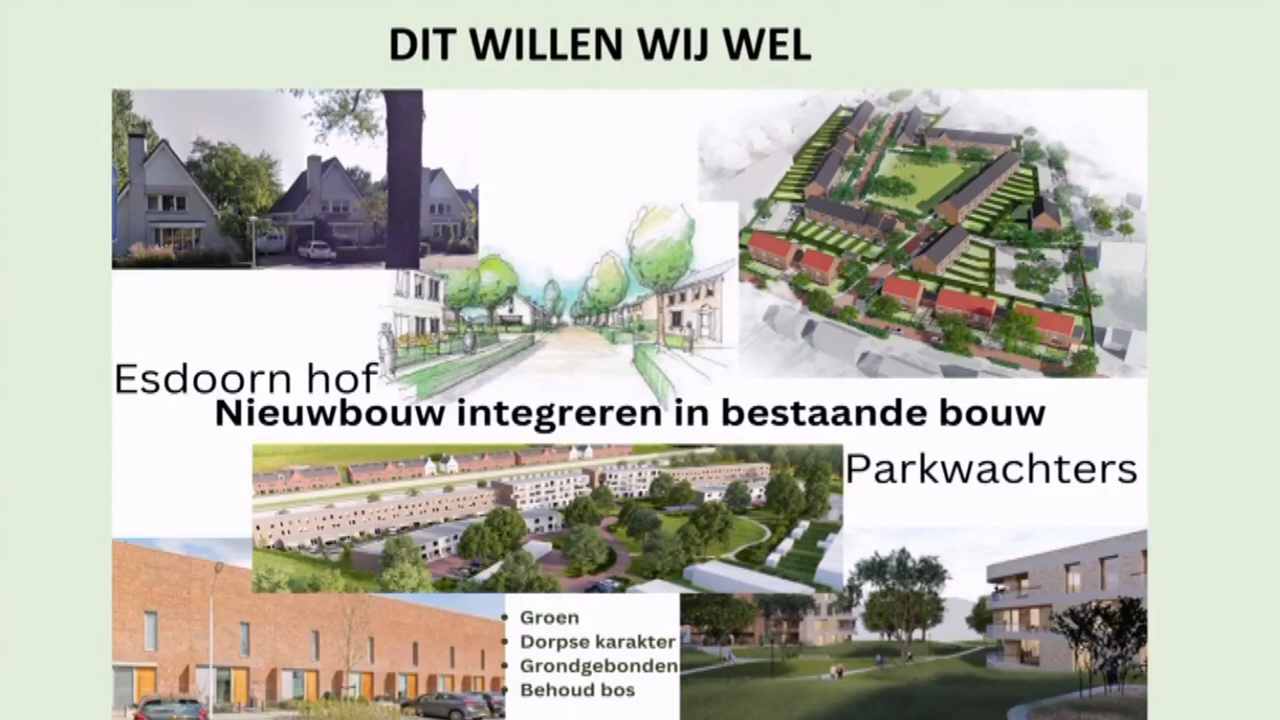 DIT WILLEN WIJ WEL
Esdoorn hof
Nieuwbouw integreren in bestaande bouw
Parkwachters
• Groen
• Dorpse karakter
• Grondgebonden
• Behoud bos